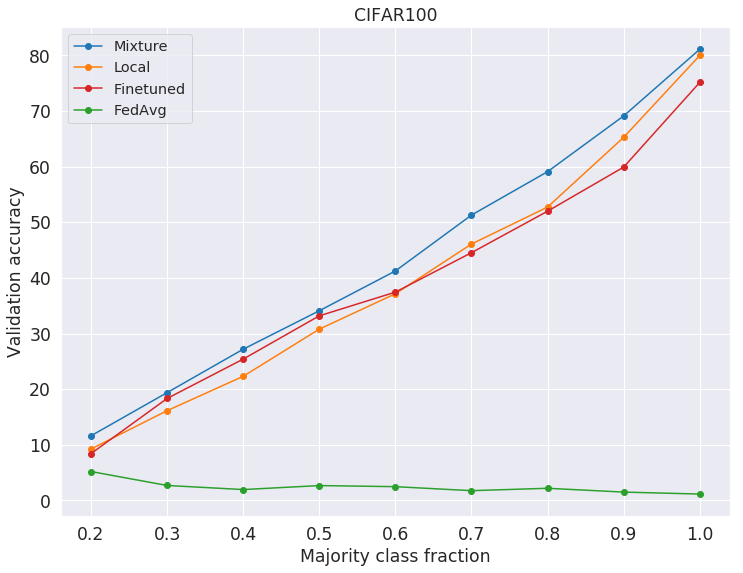 CIFAR100
Mixture
Local
Finetuned
FedAvg
Validation accuracy
80
70
60
50
40
30
20
10
0
0.2 0.3 0.4 0.5 0.6 0.7 0.8 0.9 1.0
Majority class fraction